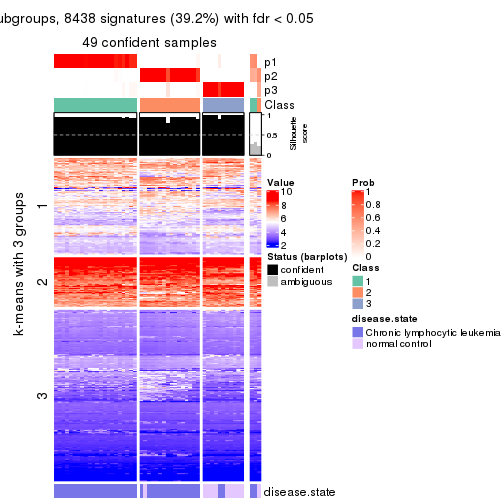 ubgroups, 8438 signatures (39.2%) with fdr < 0.05
49 confident samples
p1
p2
p3
Class
1
0.5
0
Silhouette
score
k-means with 3 groups
1
2
3
Value
10
8
6
4
2
Status (barplots)
confident
ambiguous
Prob
1
0.8
0.6
0.4
0.2
0
Class
1
2
3
disease.state
Chronic lymphocytic leukemia
normal control
disease.state